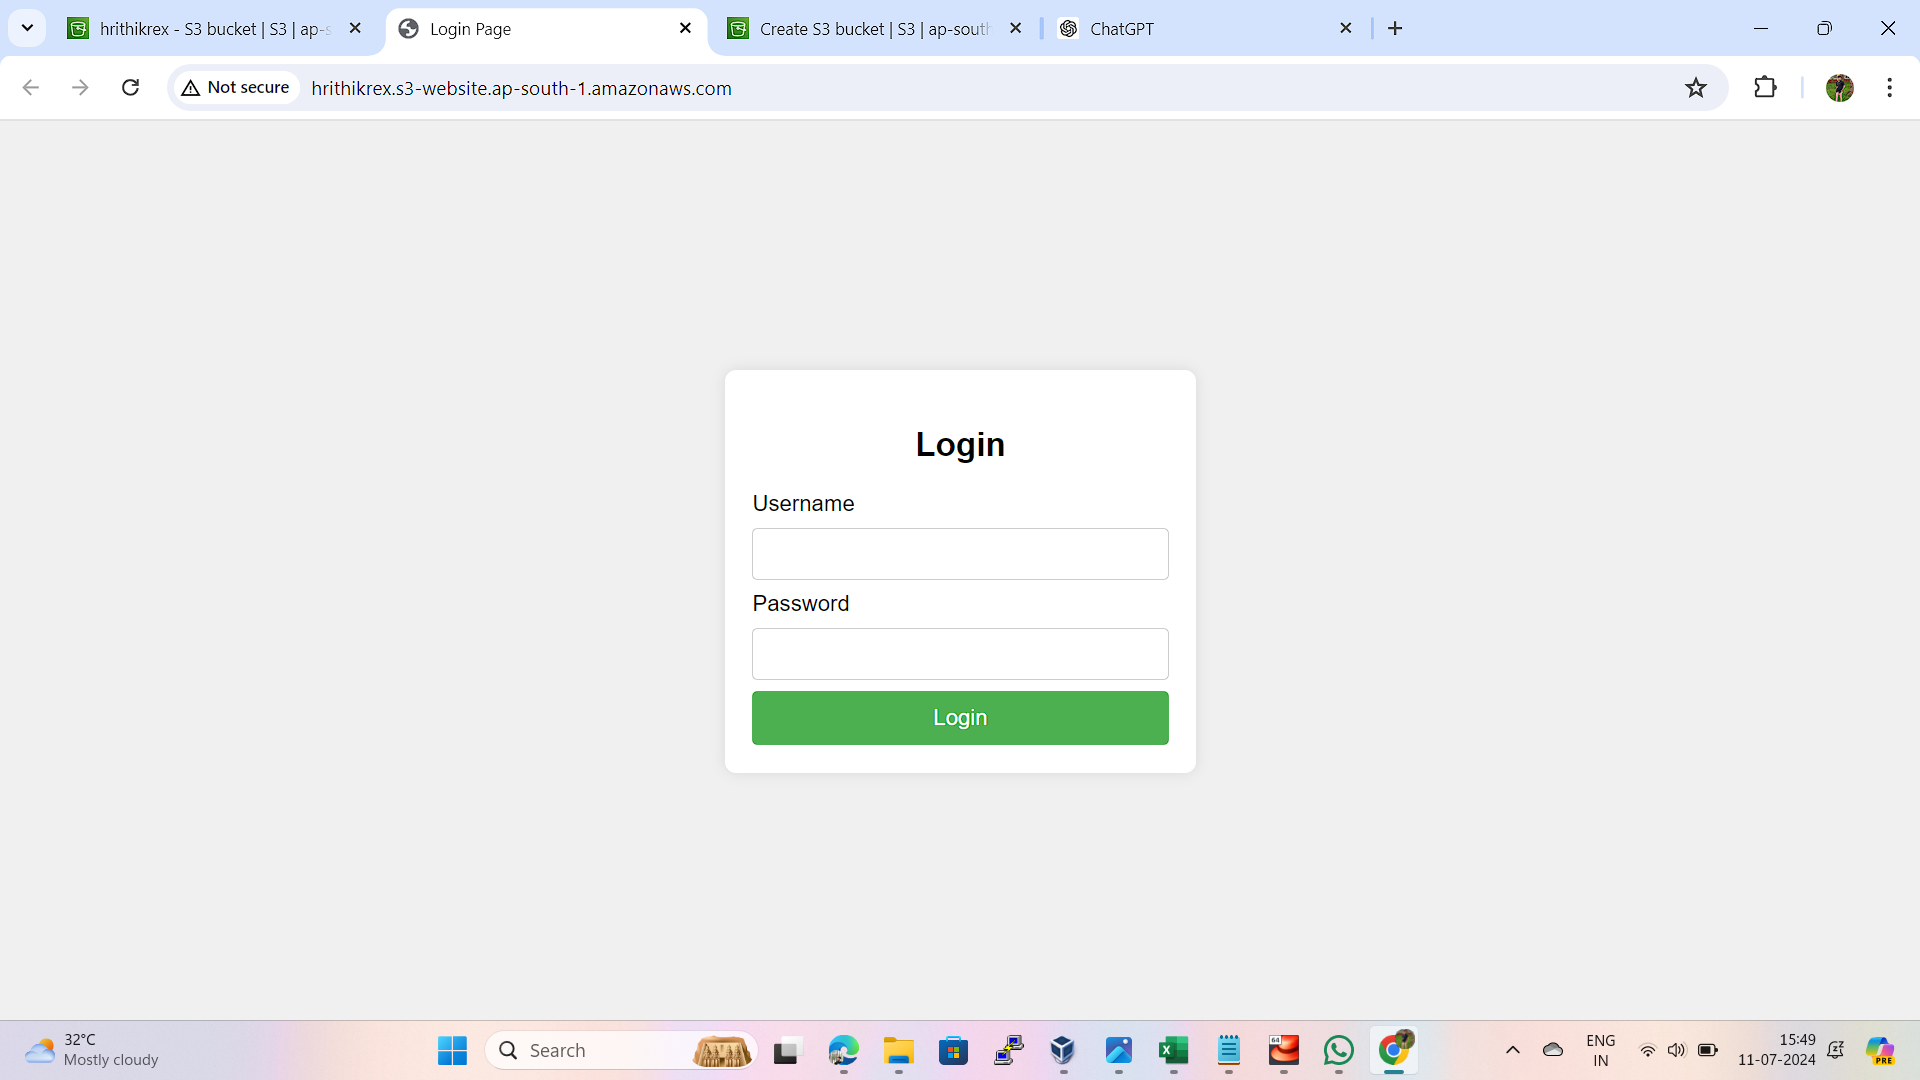 hrithikrex - S3 bucket | S3 | ap-s
Login Page
Create S3 bucket | S3 | ap-south
ChatGPT
Not secure
hrithikrex.s3-website.ap-south-1.amazonaws.com
Login
Username
Password
Login
32°C
Mostly cloudy
Search
64
ENG
IN
15:49
11-07-2024
PRE